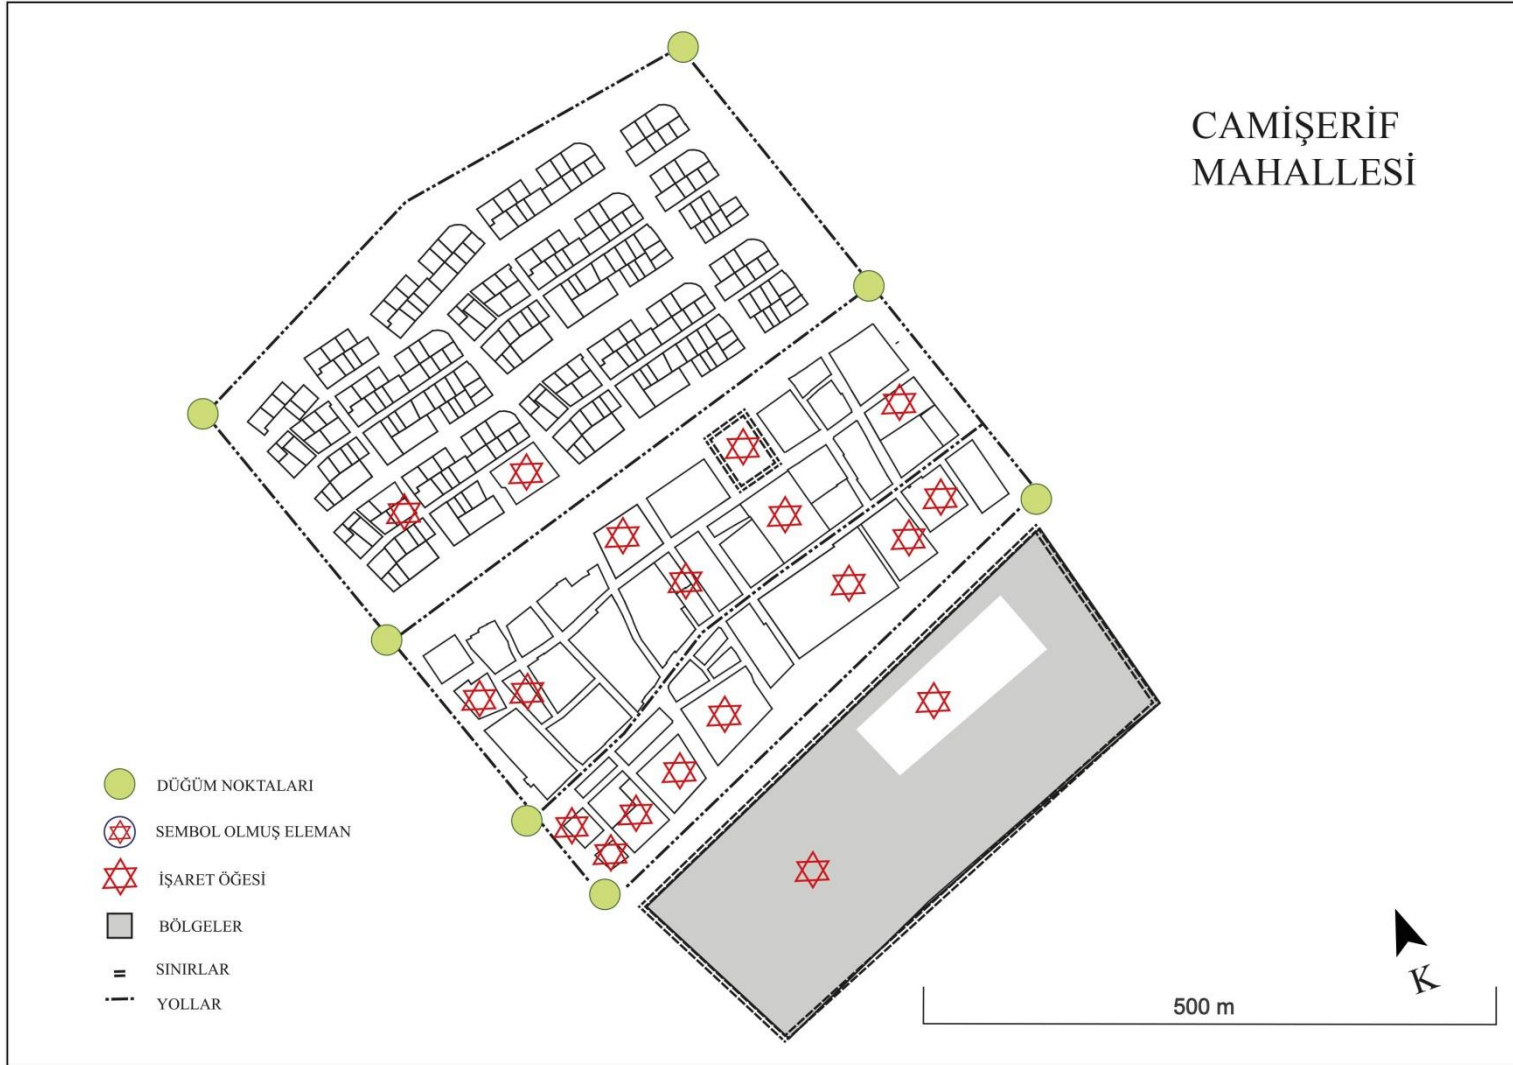 CAMİŞERİF
MAHALLESİ
DÜĞÜM NOKTALARI
SEMBOL OLMUŞ ELEMAN
İŞARET ÖĞESİ
BÖLGELER
SINIRLAR
YOLLAR
K
500 m